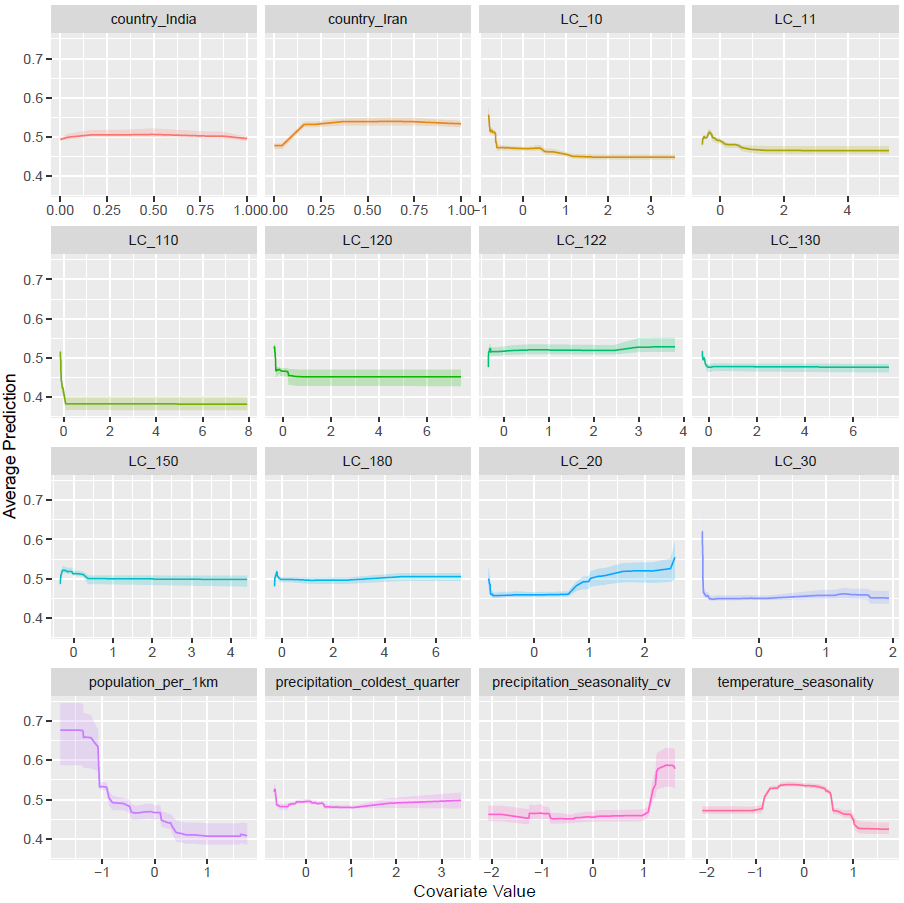 country_India country_Iran LC_10 LC_11
0.7
0.6
0.5
0.4
0.00 0.25 0.50 0.75 1.00 0.00 0.25 0.50 0.75 1.00 −1 0 1 2 3 0 2 4
LC_110 LC_120 LC_122 LC_130
0.7
0.6
0.5
0.4
0 2 4 6 8 0 2 4 6 0 1 2 3 4 0 2 4 6
LC_150 LC_180 LC_20 LC_30
0.7
0.6
0.5
0.4
0 1 2 3 4 0 2 4 6 0 1 2 0 1 2
population_per_1km precipitation_coldest_quarter precipitation_seasonality_cv temperature_seasonality
0.7
0.6
0.5
0.4
−1 0 1 0 1 2 3 −2 −1 0 1 −2 −1 0 1
Average Prediction
Covariate Value